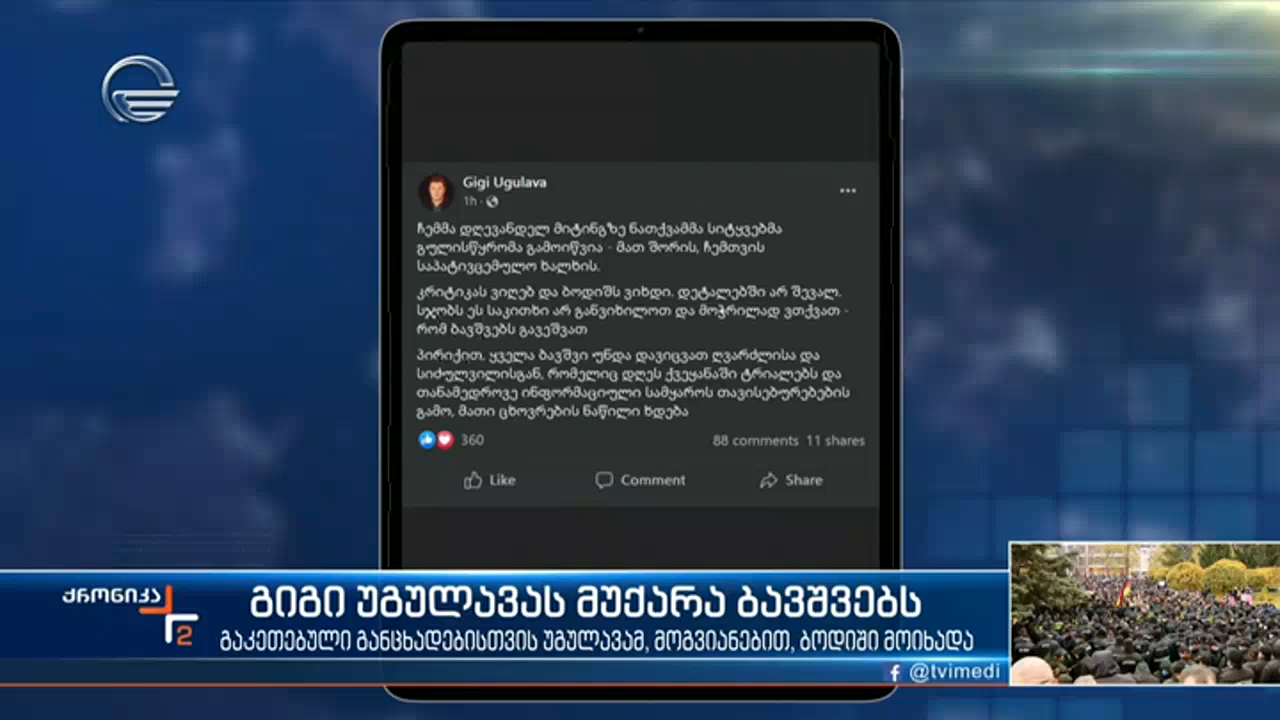 Gigi Ugulava
1h ·
ჩემმა დღევანდელ მიტინგზე ნათქვამმა სიტყვებმა
გულისწყრომა გამოიწვია - მათ შორის, ჩემთვის
საპატივცემულო ხალხის.
კრიტიკას ვიღებ და ბოდიშს ვიხდი. დეტალებში არ შევალ.
სჯობს ეს საკითხი არ განვიხილოთ და მოჭრილად ვთქვათ -
რომ ბავშვებს გავეშვათ
პირიქით, ყველა ბავშვი უნდა დავიცვათ ღვარძლისა და
სიძულვილისგან, რომელიც დღეს ქვეყანაში ტრიალებს და
თანამედროვე ინფორმაციული სამყაროს თავისებურებების
გამო, მათი ცხოვრების ნაწილი ხდება
360
88 comments 11 shares
Like Comment Share
ქრონიკა
2
გიგი უგულავას მუქარა ბავშვებს
გაკეთებული განცხადებისთვის უგულავამ, მოგვიანებით, ბოდიში მოიხადა
@tvimedi